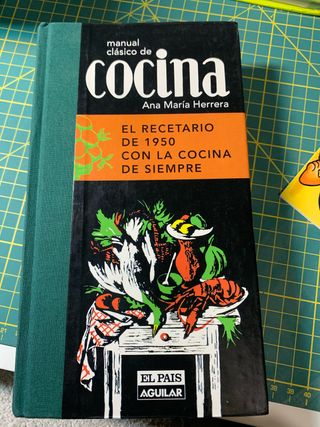 manual
clásico de
cocina
Ana María Herrera
EL RECETARIO
DE 1950
CON LA COCINA
DE SIEMPRE
EL PAIS
AGUILAR